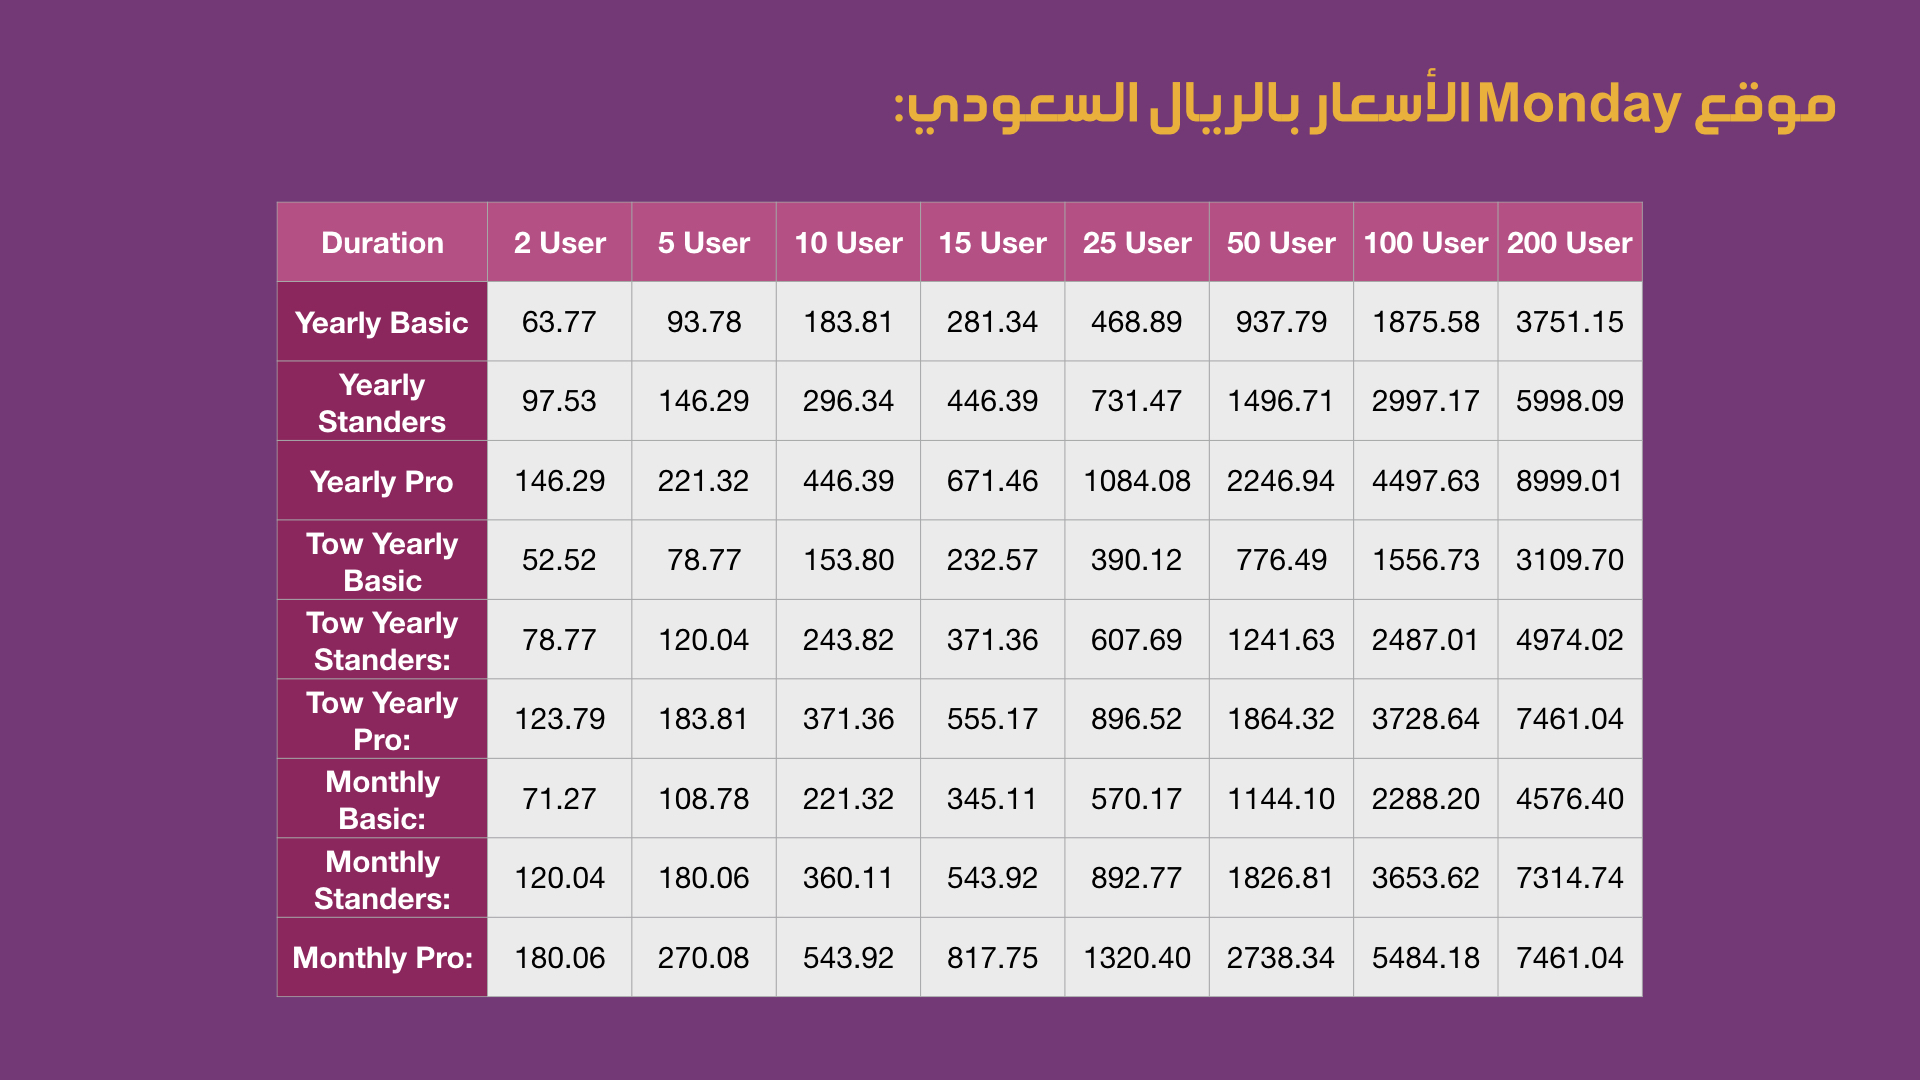 موقع Monday الأسعار بالريال السعودي:
Duration 2 User 5 User 10 User 15 User 25 User 50 User 100 User 200 User
Yearly Basic 63.77 93.78 183.81 281.34 468.89 937.79 1875.58 3751.15
Yearly
Standers 97.53 146.29 296.34 446.39 731.47 1496.71 2997.17 5998.09
Yearly Pro 146.29 221.32 446.39 671.46 1084.08 2246.94 4497.63 8999.01
Tow Yearly
Basic 52.52 78.77 153.80 232.57 390.12 776.49 1556.73 3109.70
Tow Yearly
Standers: 78.77 120.04 243.82 371.36 607.69 1241.63 2487.01 4974.02
Tow Yearly
Pro: 123.79 183.81 371.36 555.17 896.52 1864.32 3728.64 7461.04
Monthly
Basic: 71.27 108.78 221.32 345.11 570.17 1144.10 2288.20 4576.40
Monthly
Standers: 120.04 180.06 360.11 543.92 892.77 1826.81 3653.62 7314.74
Monthly Pro: 180.06 270.08 543.92 817.75 1320.40 2738.34 5484.18 7461.04